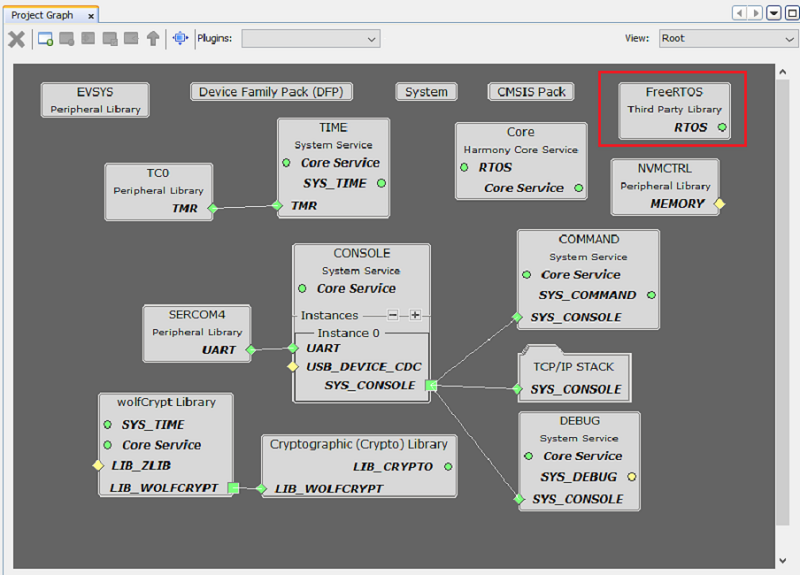 Project Graph x
Plugins:
View: Root
EVSYS
Peripheral Library
Device Family Pack (DFP)
System
CMSIS Pack
FreeRTOS
Third Party Library
RTOS
TIME
System Service
Core Service
SYS_TIME
TMR
Core
Harmony Core Service
RTOS
Core Service
TC0
Peripheral Library
TMR
NVMCTRL
Peripheral Library
MEMORY
CONSOLE
System Service
Core Service
Instances
Instance 0
UART
USB_DEVICE_CDC
SYS_CONSOLE
COMMAND
System Service
Core Service
SYS_COMMAND
SYS_CONSOLE
SERCOM4
Peripheral Library
UART
TCP/IP STACK
SYS_CONSOLE
wolfCrypt Library
SYS_TIME
Core Service
LIB_ZLIB
LIB_WOLFCRYPT
Cryptographic (Crypto) Library
LIB_CRYPTO
LIB_WOLFCRYPT
DEBUG
System Service
Core Service
SYS_DEBUG
SYS_CONSOLE